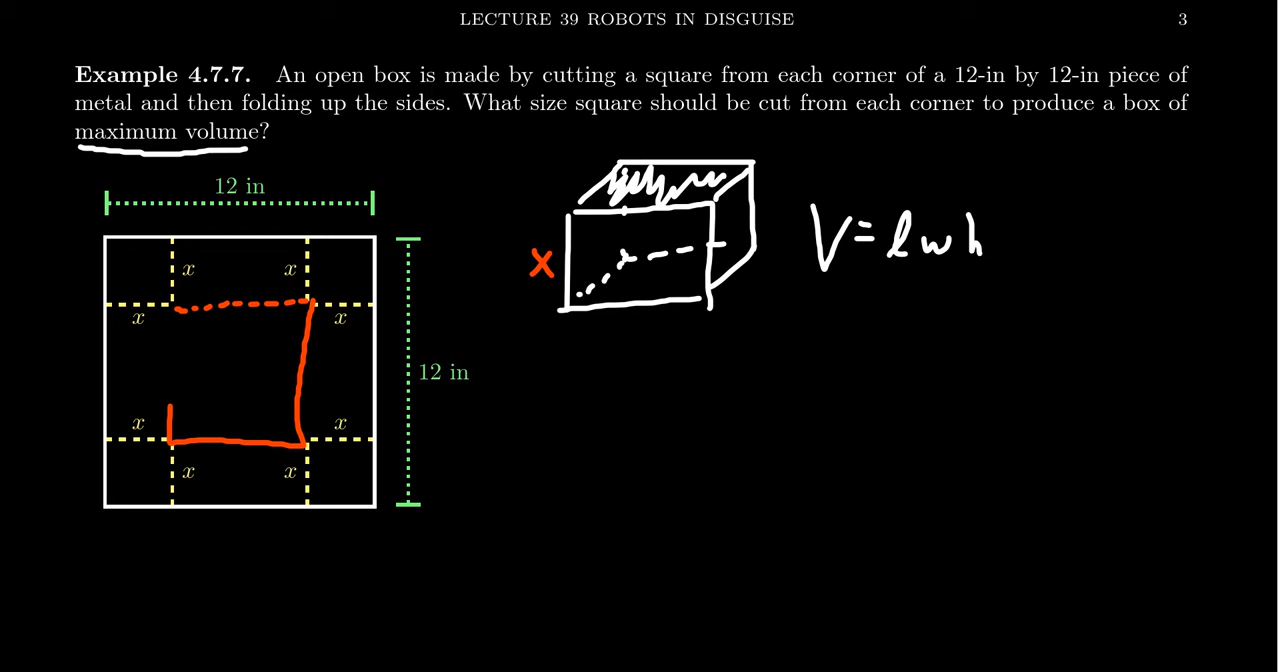 LECTURE 39 ROBOTS IN DISGUISE 3
Example 4.7.7. An open box is made by cutting a square from each corner of a 12-in by 12-in piece of
metal and then folding up the sides. What size square should be cut from each corner to produce a box of
maximum volume?
12 in
x x
x x
12 in
x x
x x
X
V = l w h